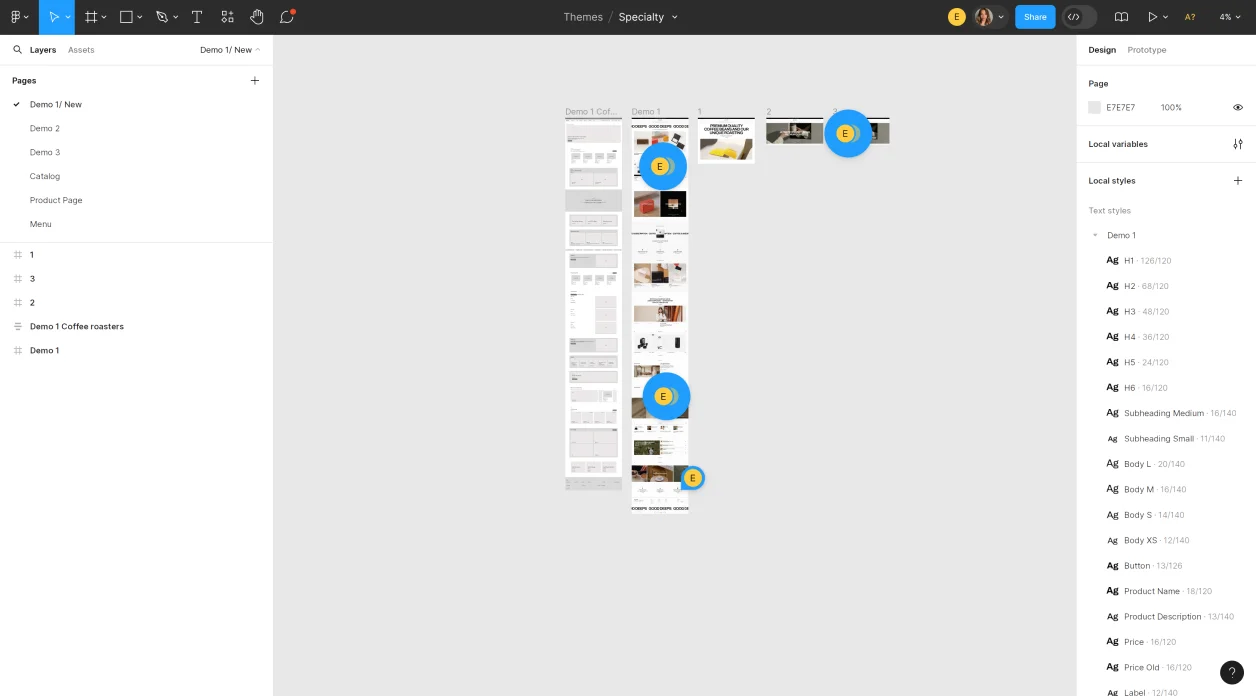 Themes / Specialty
E
Share
A?
4%
Layers
Assets
Demo 1/ New
Pages
Demo 1/ New
Demo 2
Demo 3
Catalog
Product Page
Menu
1
3
2
Demo 1 Coffee roasters
Demo 1
Demo 1 Cof...
Demo 1
1
2
3
PREMIUM QUALITY
COFFEE BEANS AND OUR
UNIQUE ROASTING
E
E
E
E
Design
Prototype
Page
E7E7E7
100%
Local variables
Local styles
Text styles
Demo 1
Ag H1 · 126/120
Ag H2 · 68/120
Ag H3 · 48/120
Ag H4 · 36/120
Ag H5 · 24/120
Ag H6 · 16/120
Ag Subheading Medium · 16/140
Ag Subheading Small · 11/140
Ag Body L · 20/140
Ag Body M · 16/140
Ag Body S · 14/140
Ag Body XS · 12/140
Ag Button · 13/126
Ag Product Name · 18/120
Ag Product Description · 13/140
Ag Price · 16/120
Ag Price Old · 16/120
Ag Label · 12/140
?